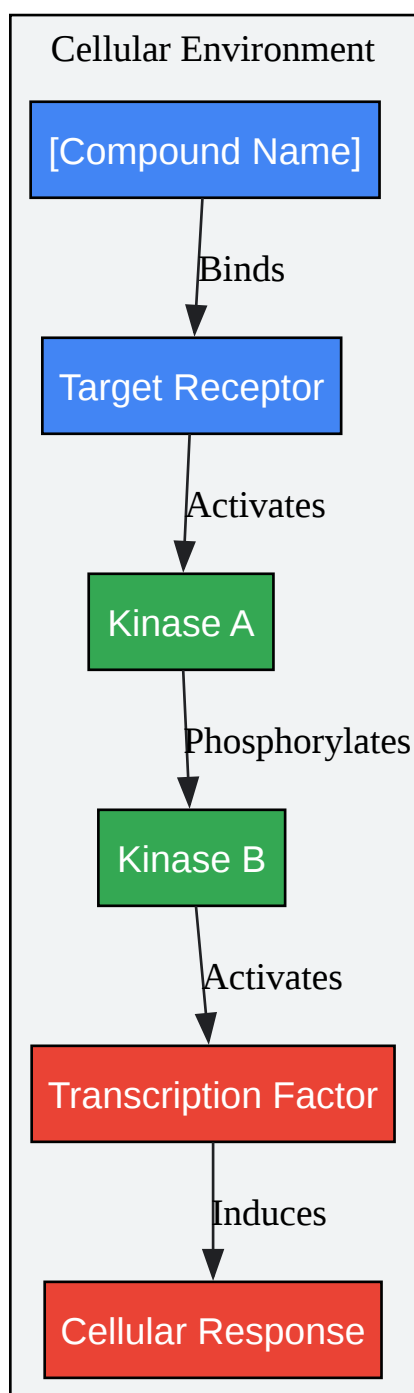 Cellular Environment
[Compound Name]
Binds
Target Receptor
Activates
Kinase A
Phosphorylates
Kinase B
Activates
Transcription Factor
Induces
Cellular Response